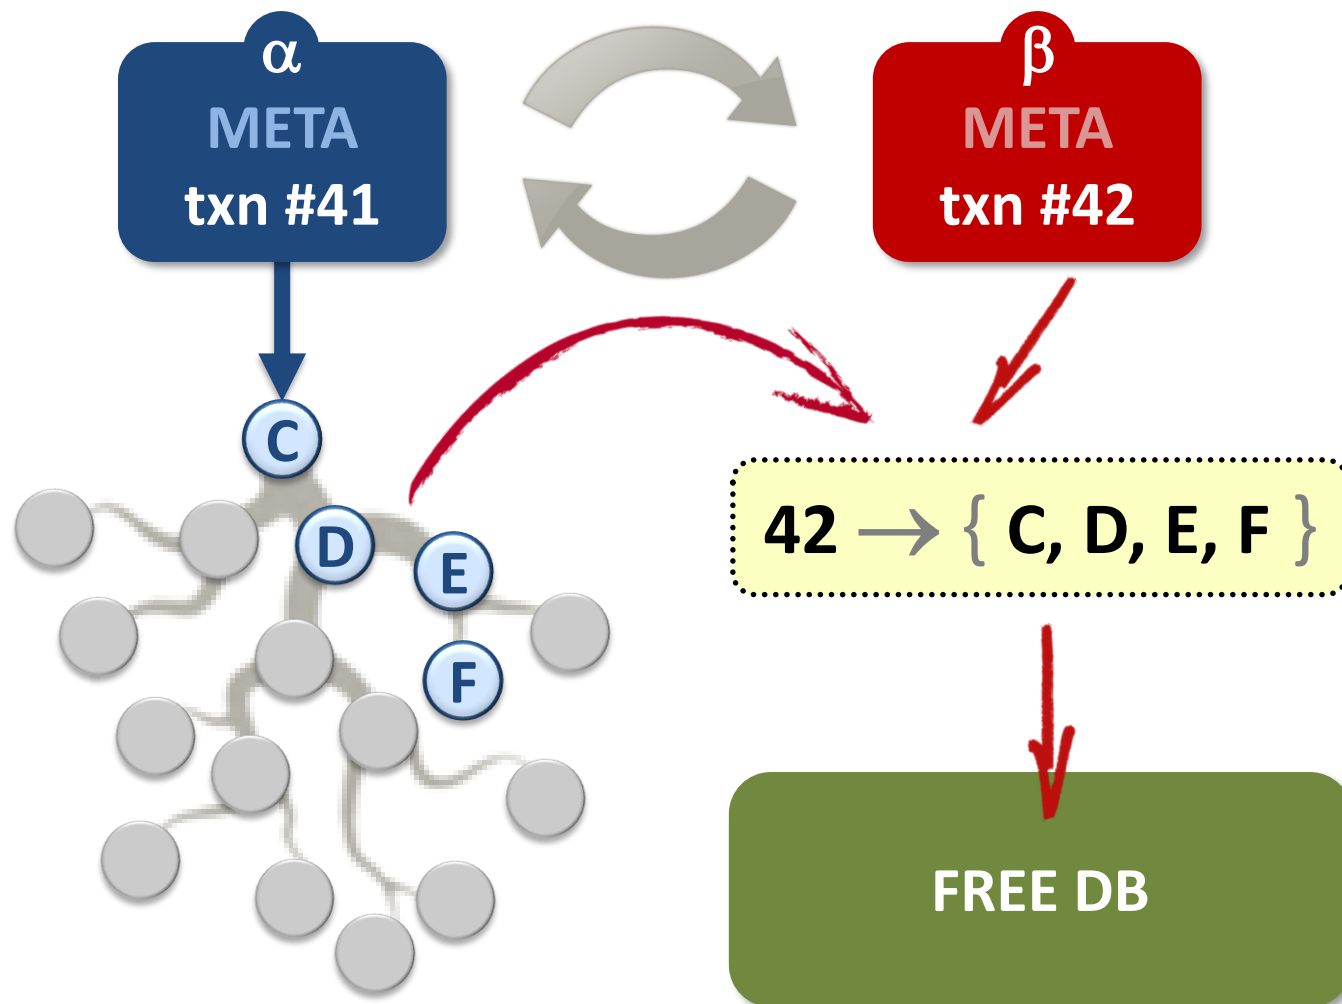 α
META
txn #41
β
META
txn #42
C
D
E
F
42 → { C, D, E, F }
FREE DB